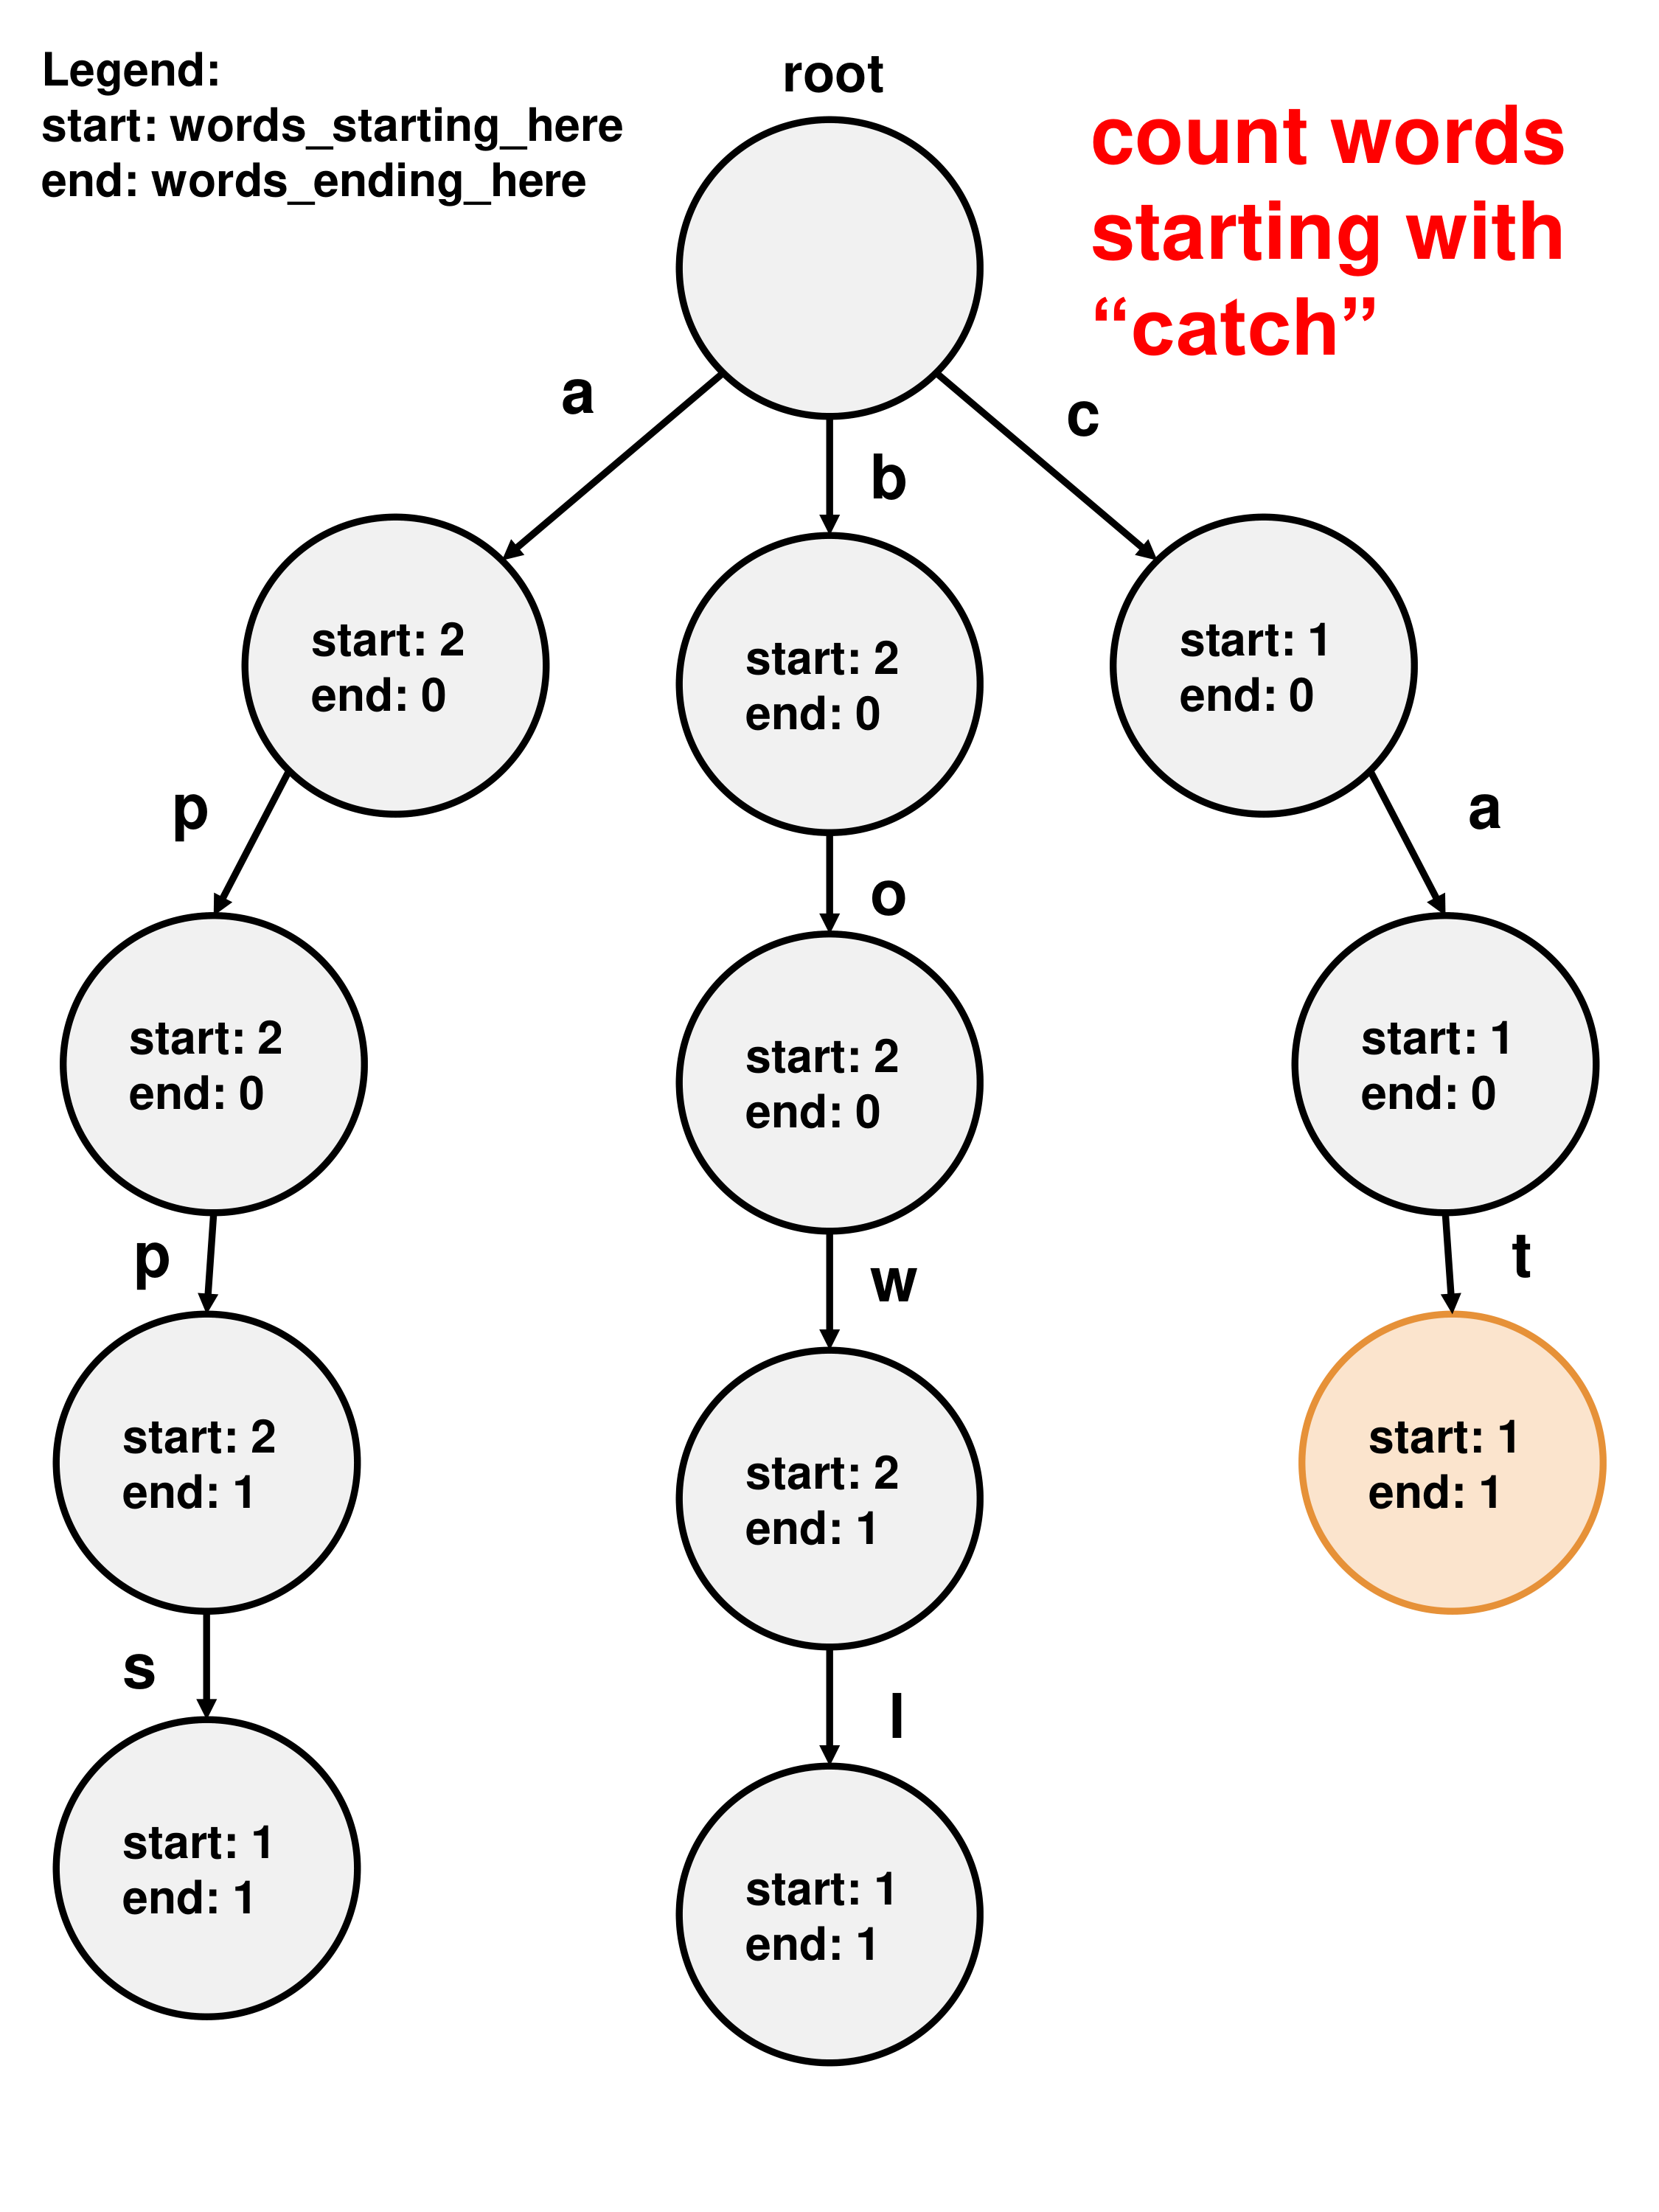 Legend:
start: words_starting_here
end: words_ending_here
root
count words
starting with
“catch”
a
b
c
start: 2
end: 0
start: 2
end: 0
start: 1
end: 0
p
o
a
start: 2
end: 0
start: 2
end: 0
start: 1
end: 0
p
w
t
start: 2
end: 1
start: 2
end: 1
start: 1
end: 1
s
l
start: 1
end: 1
start: 1
end: 1